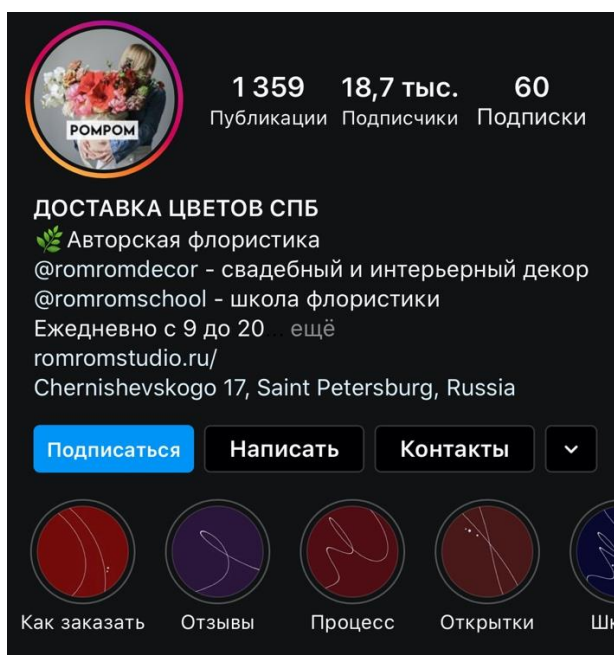 1 359
18,7 тыс.
60
Публикации
Подписчики
Подписки
РОМРОМ
ДОСТАВКА ЦВЕТОВ СПБ
🌿 Авторская флористика
@romromdecor - свадебный и интерьерный декор
@romromschool - школа флористики
Ежедневно с 9 до 20... ещё
romromstudio.ru/
Chernishevskogo 17, Saint Petersburg, Russia
Подписаться
Написать
Контакты
Как заказать
Отзывы
Процесс
Открытки